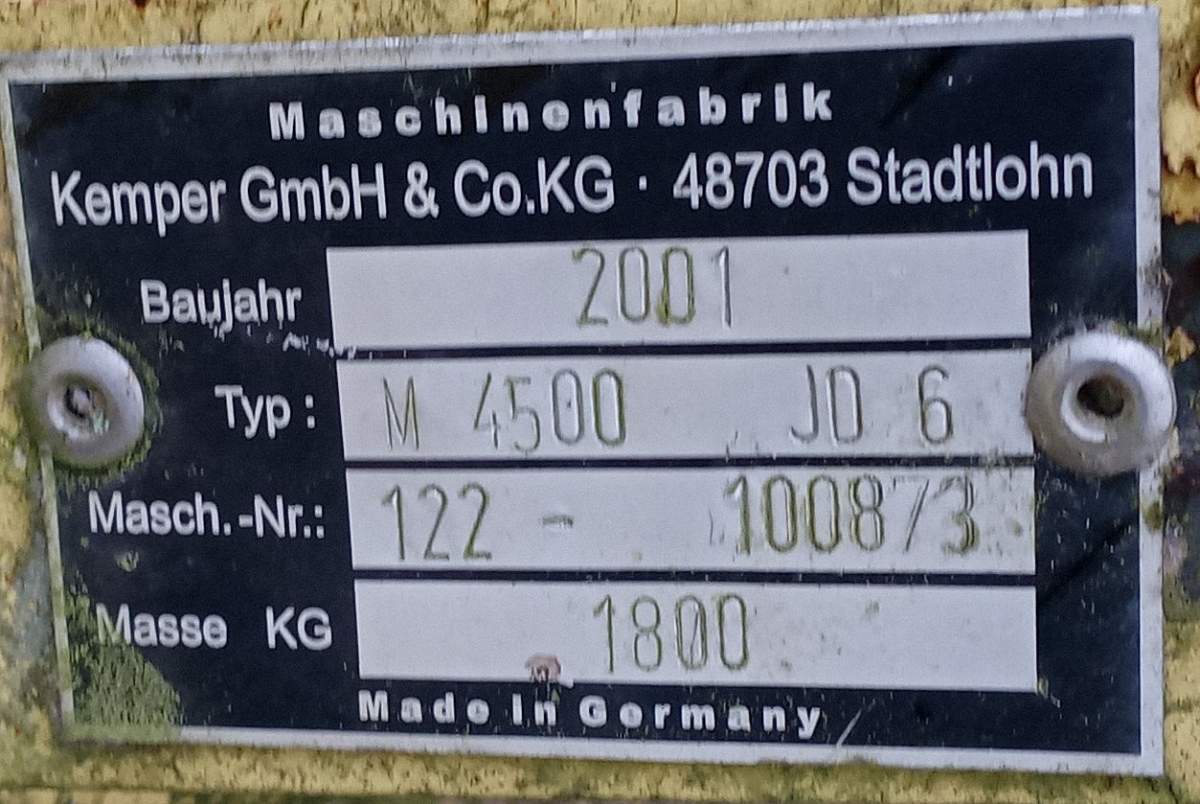 Maschinenfabrik
Kemper GmbH & Co.KG · 48703 Stadtlohn
Baujahr 2001
Typ: M 4500 JD 6
Masch.-Nr.: 122 - 100873
Masse KG 1800
Made in Germany